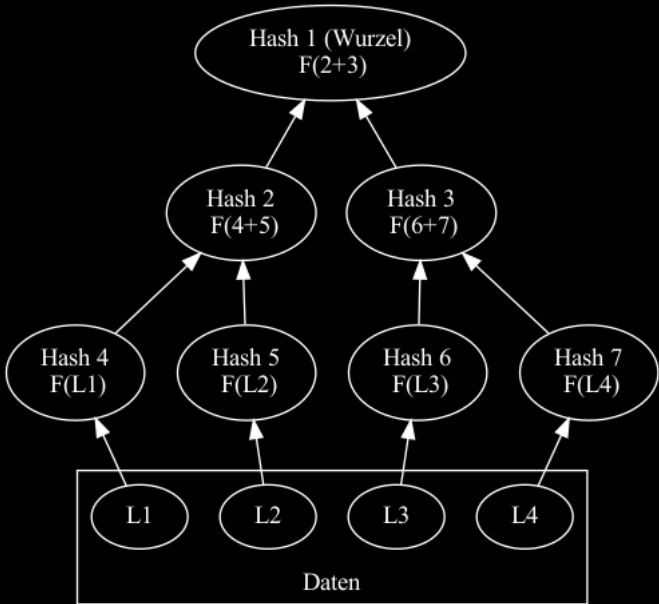 Hash 1 (Wurzel)
F(2+3)
Hash 2
F(4+5)
Hash 3
F(6+7)
Hash 4
F(L1)
Hash 5
F(L2)
Hash 6
F(L3)
Hash 7
F(L4)
L1
L2
L3
L4
Daten